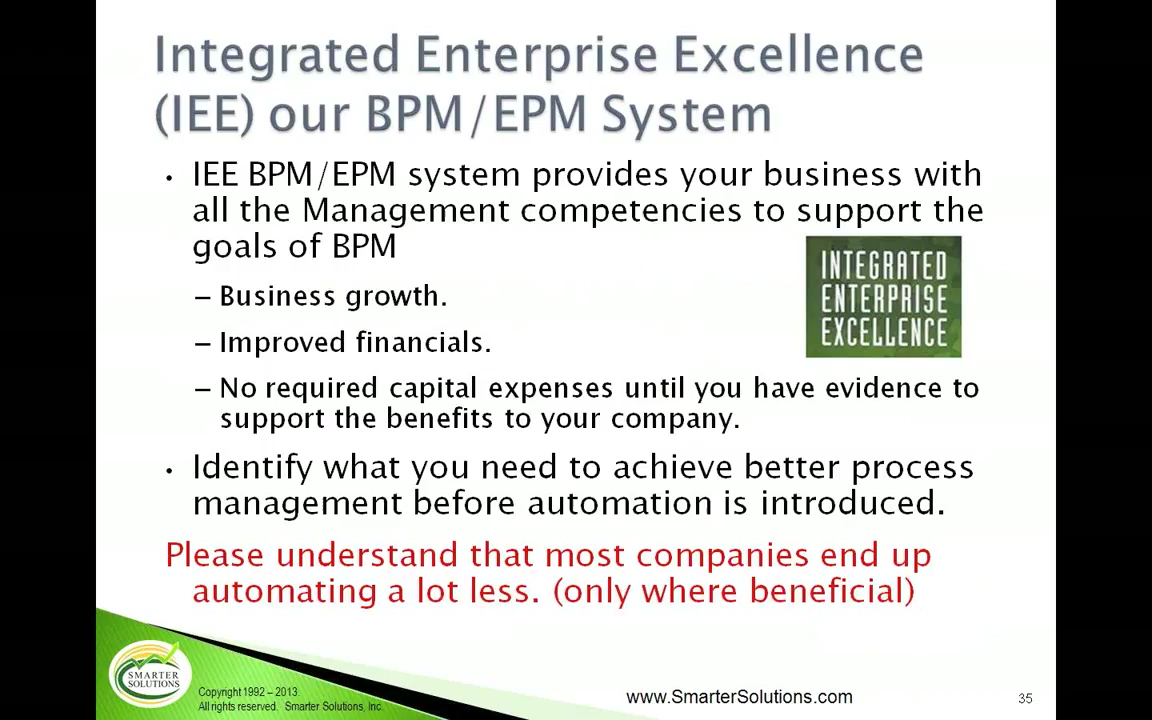 Integrated Enterprise Excellence
(IEE) our BPM/EPM System
• IEE BPM/EPM system provides your business with
all the Management competencies to support the
goals of BPM
INTEGRATED
ENTERPRISE
EXCELLENCE
– Business growth.
– Improved financials.
– No required capital expenses until you have evidence to
support the benefits to your company.
• Identify what you need to achieve better process
management before automation is introduced.
Please understand that most companies end up
automating a lot less. (only where beneficial)
SMARTER
SOLUTIONS
Copyright 1992 – 2013.
All rights reserved. Smarter Solutions, Inc.
www.SmarterSolutions.com
35